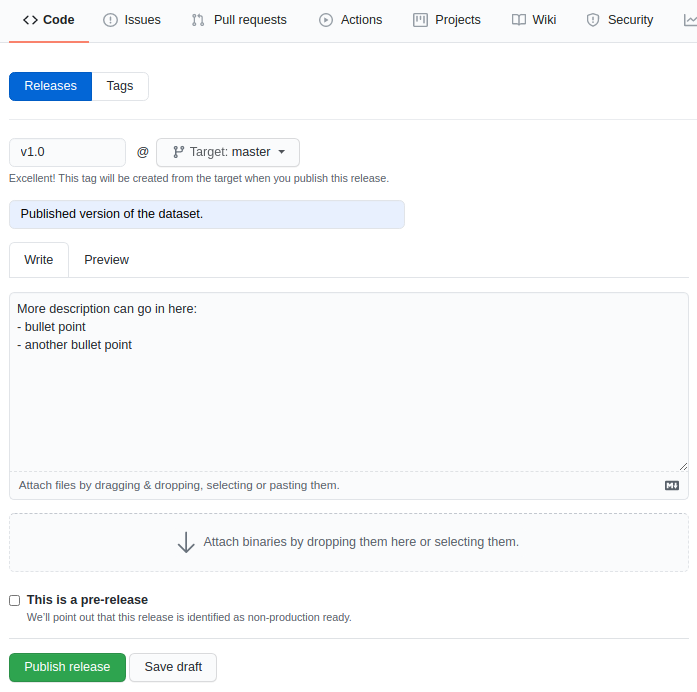 Code Issues Pull requests Actions Projects Wiki Security
Releases Tags
v1.0 @ Target: master
Excellent! This tag will be created from the target when you publish this release.
Published version of the dataset.
Write Preview
More description can go in here:
- bullet point
- another bullet point
Attach files by dragging & dropping, selecting or pasting them.
Attach binaries by dropping them here or selecting them.
This is a pre-release
We'll point out that this release is identified as non-production ready.
Publish release Save draft